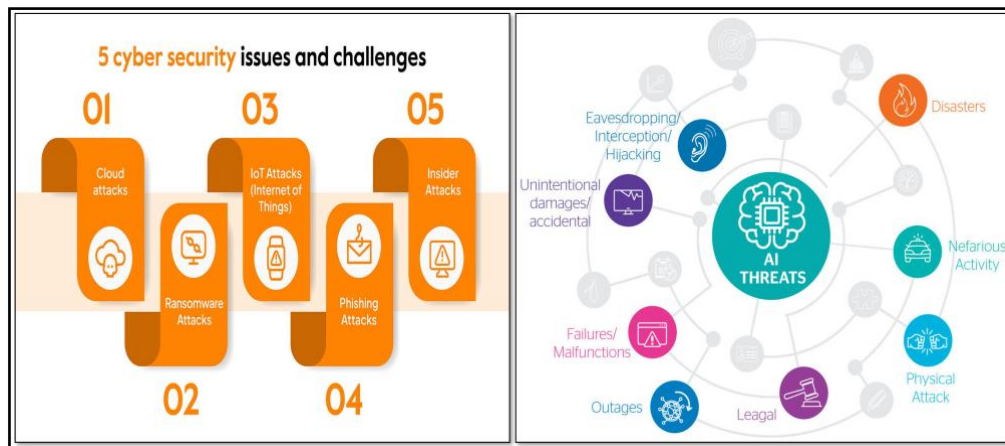 5 cyber security issues and challenges
01
03
05
Cloud
attacks
IoT Attacks
(Internet of
Things)
Insider
Attacks
Ransomware
Attacks
Phishing
Attacks
02
04
Eavesdropping/
Interception/
Hijacking
Disasters
Unintentional
damages/
accidental
AI
THREATS
Nefarious
Activity
Failures/
Malfunctions
Physical
Attack
Outages
Leagal